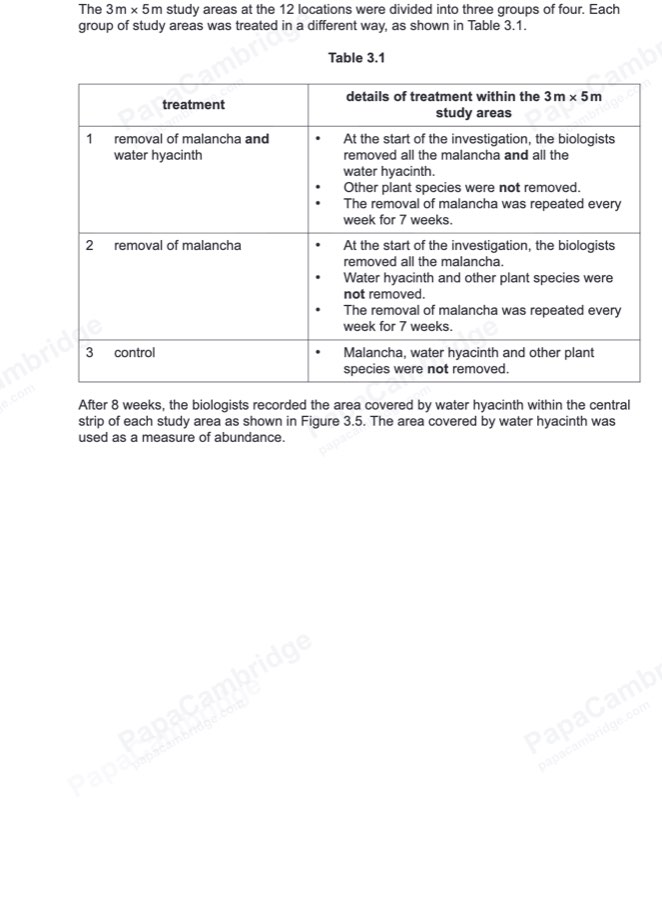 The 3 m × 5 m study areas at the 12 locations were divided into three groups of four. Each
group of study areas was treated in a different way, as shown in Table 3.1.
Table 3.1
treatment
details of treatment within the 3 m × 5 m
study areas
1 removal of malancha and
water hyacinth
• At the start of the investigation, the biologists
removed all the malancha and all the
water hyacinth.
• Other plant species were not removed.
• The removal of malancha was repeated every
week for 7 weeks.
2 removal of malancha
• At the start of the investigation, the biologists
removed all the malancha.
• Water hyacinth and other plant species were
not removed.
• The removal of malancha was repeated every
week for 7 weeks.
3 control
• Malancha, water hyacinth and other plant
species were not removed.
After 8 weeks, the biologists recorded the area covered by water hyacinth within the central
strip of each study area as shown in Figure 3.5. The area covered by water hyacinth was
used as a measure of abundance.
PapaCambridge
papacambridge.com
PapaCambridge
papacambridge.com